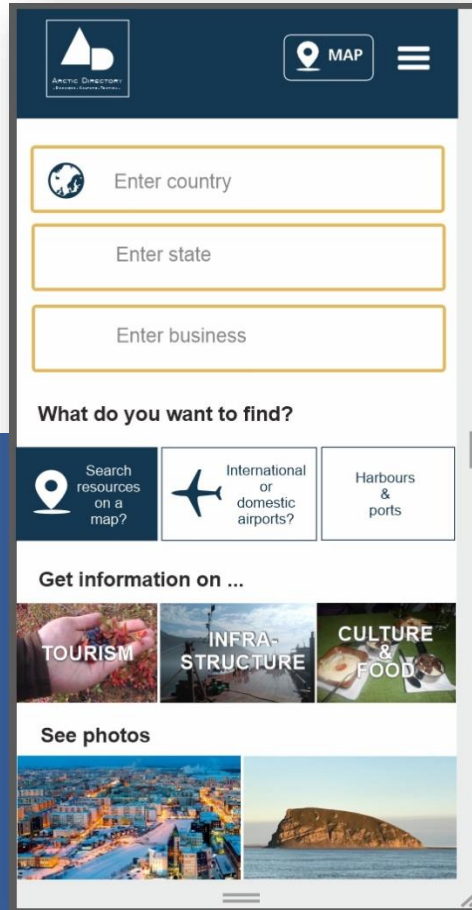 ARCTIC DIRECTORY
MAP
Enter country
Enter state
Enter business
What do you want to find?
Search
resources
on a
map?
International
or
domestic
airports?
Harbours
&
ports
Get information on ...
TOURISM
INFRA-
STRUCTURE
CULTURE
&
FOOD
See photos